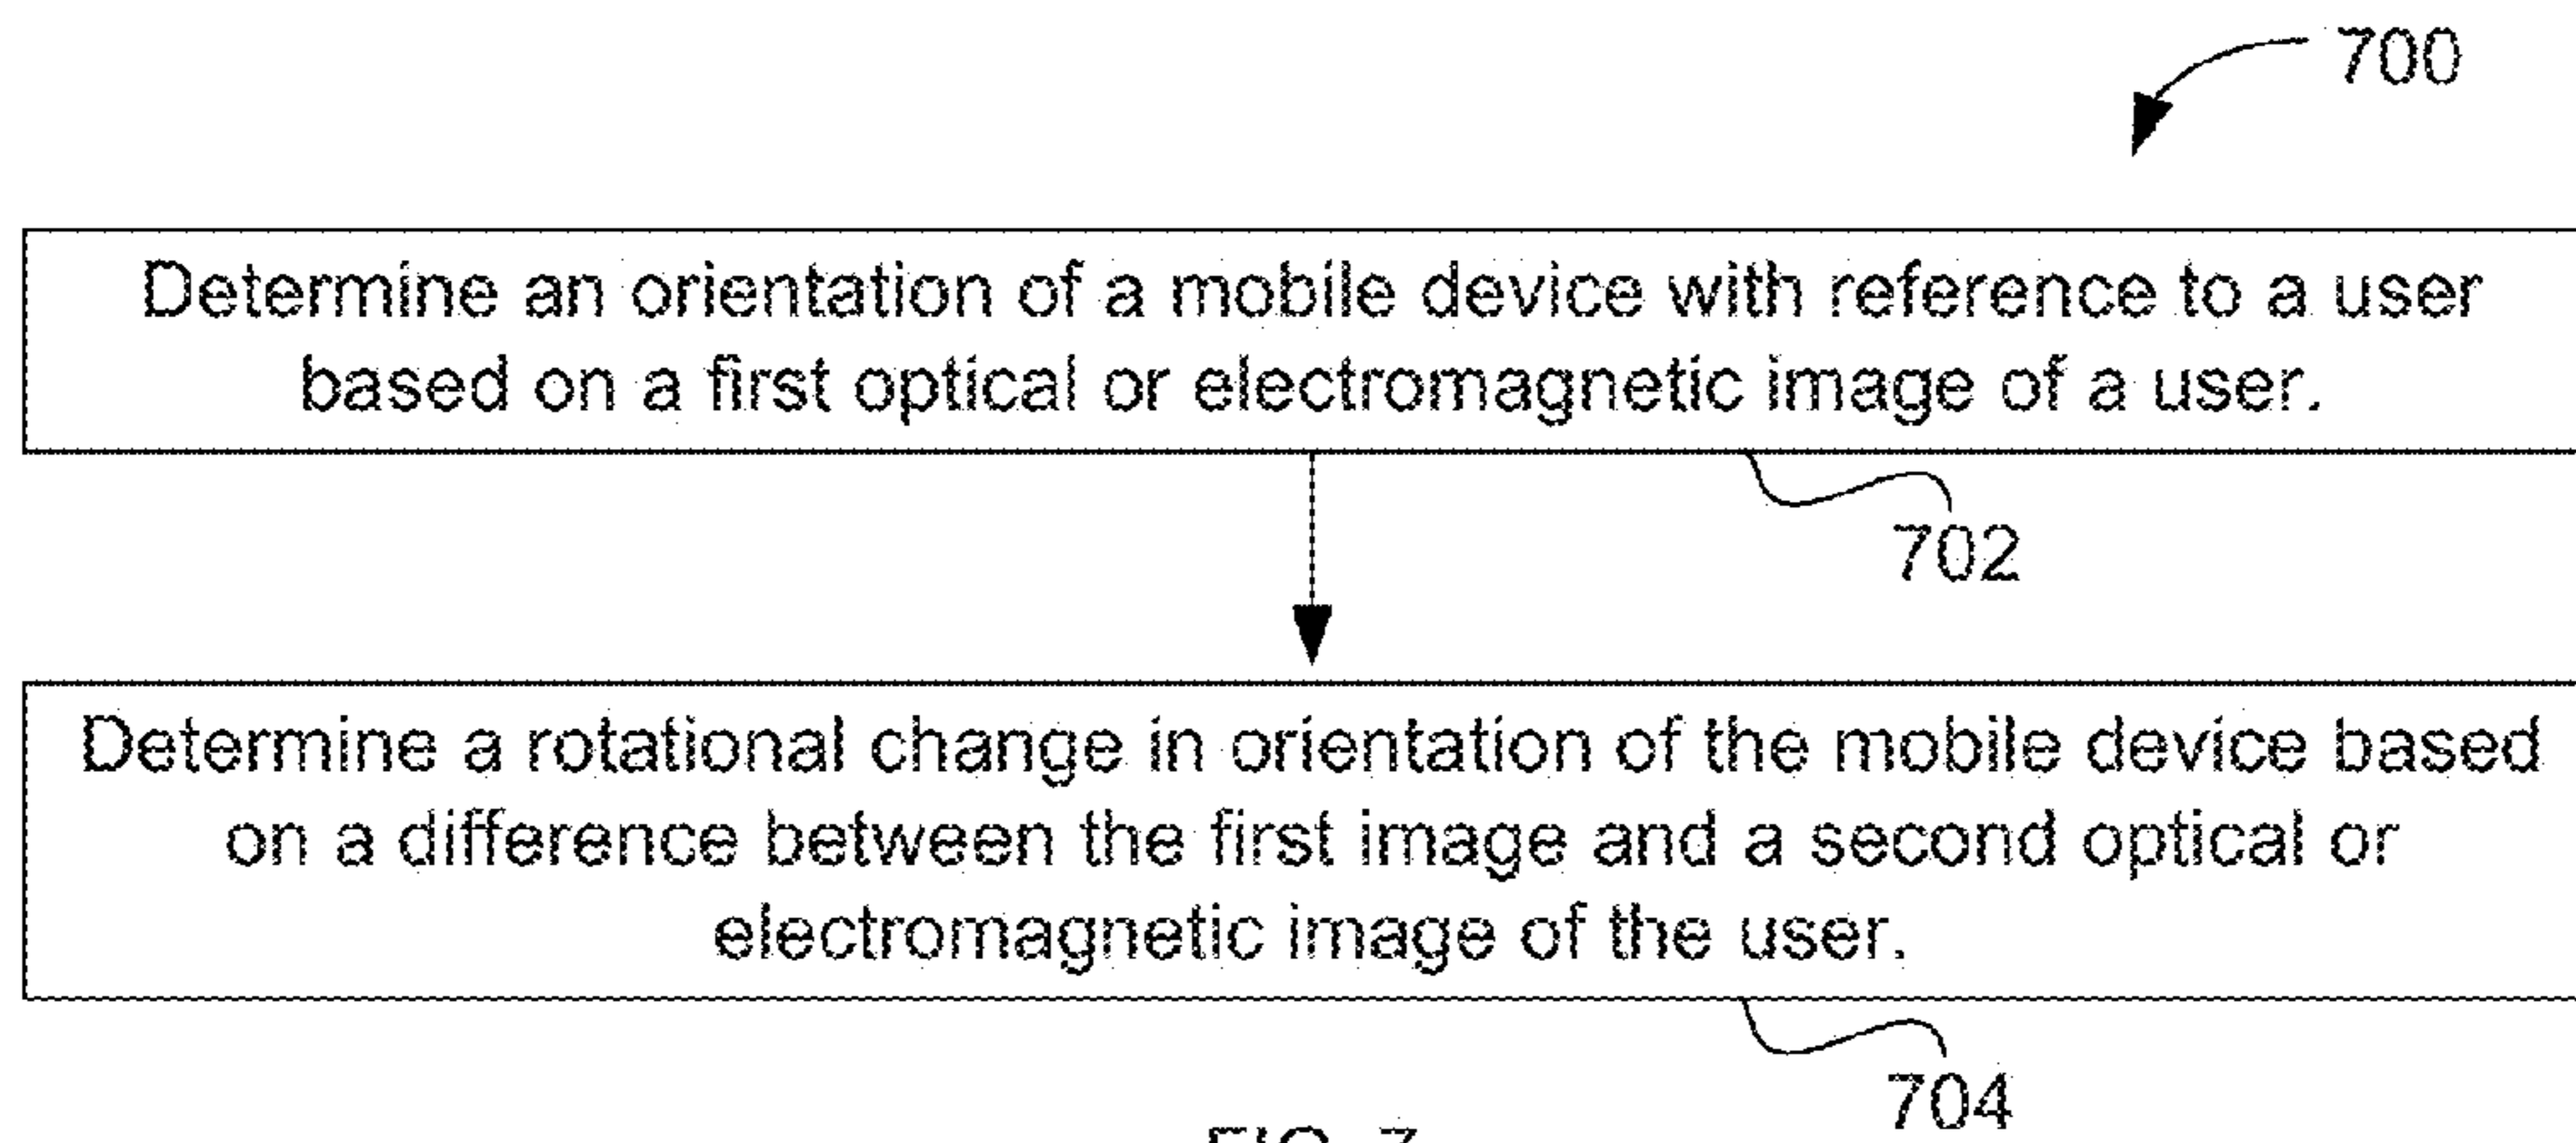 700
Determine an orientation of a mobile device with reference to a user
based on a first optical or electromagnetic image of a user.
702
Determine a rotational change in orientation of the mobile device based
on a difference between the first image and a second optical or
electromagnetic image of the user.
704
FIG. 7